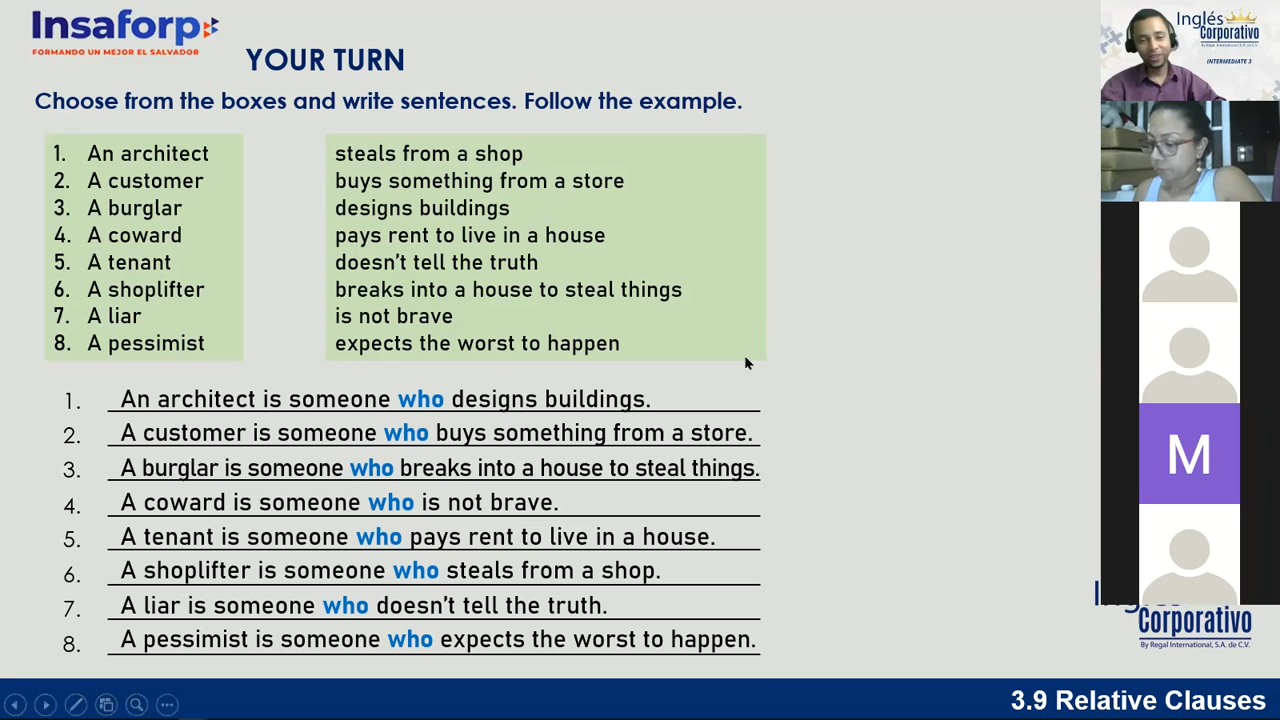 Insaforp
FORMANDO UN MEJOR EL SALVADOR
YOUR TURN
Choose from the boxes and write sentences. Follow the example.
1. An architect
2. A customer
3. A burglar
4. A coward
5. A tenant
6. A shoplifter
7. A liar
8. A pessimist
steals from a shop
buys something from a store
designs buildings
pays rent to live in a house
doesn't tell the truth
breaks into a house to steal things
is not brave
expects the worst to happen
1. An architect is someone who designs buildings.
2. A customer is someone who buys something from a store.
3. A burglar is someone who breaks into a house to steal things.
4. A coward is someone who is not brave.
5. A tenant is someone who pays rent to live in a house.
6. A shoplifter is someone who steals from a shop.
7. A liar is someone who doesn't tell the truth.
8. A pessimist is someone who expects the worst to happen.
Inglés
Corporativo
By Regal International, S.A. de C.V.
INTERMEDIATE 3
M
Corporativo
By Regal International, S.A. de C.V.
3.9 Relative Clauses